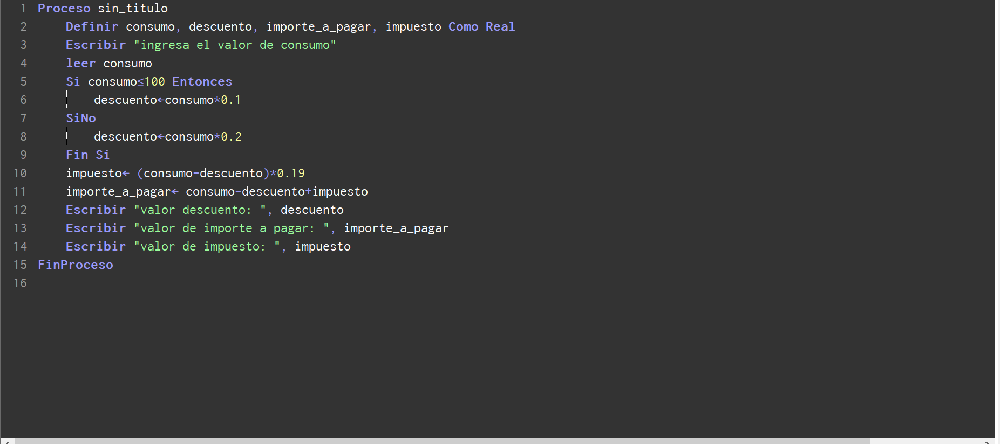 1 Proceso sin_titulo
2 Definir consumo, descuento, importe_a_pagar, impuesto Como Real
3 Escribir "ingresa el valor de consumo"
4 leer consumo
5 Si consumo≤100 Entonces
6 descuento←consumo*0.1
7 SiNo
8 descuento←consumo*0.2
9 Fin Si
10 impuesto← (consumo-descuento)*0.19
11 importe_a_pagar← consumo-descuento+impuesto
12 Escribir "valor descuento: ", descuento
13 Escribir "valor de importe a pagar: ", importe_a_pagar
14 Escribir "valor de impuesto: ", impuesto
15 FinProceso
16